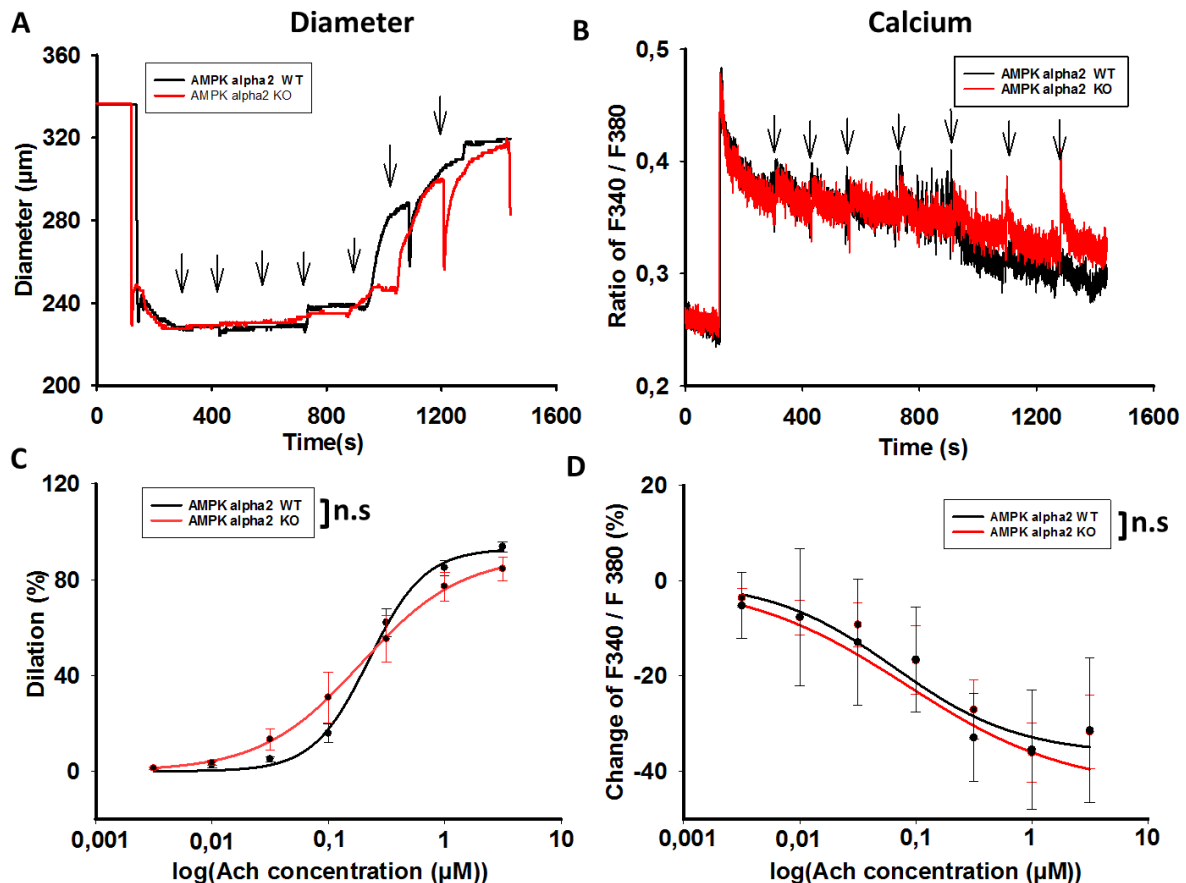 A
Diameter
360
320
280
240
200
Diameter (µm)
AMPK alpha2 WT
AMPK alpha2 KO
0
400
800
1200
1600
Time(s)
B
Calcium
0,5
0,4
0,3
0,2
Ratio of F340 / F380
AMPK alpha2 WT
AMPK alpha2 KO
0
400
800
1200
1600
Time (s)
C
120
80
40
0
Dilation (%)
AMPK alpha2 WT
AMPK alpha2 KO
n.s
0,001
0,01
0,1
1
10
log(Ach concentration (µM))
D
20
0
-20
-40
Change of F340 / F 380 (%)
AMPK alpha2 WT
AMPK alpha2 KO
n.s
0,001
0,01
0,1
1
10
log(Ach concentration (µM))